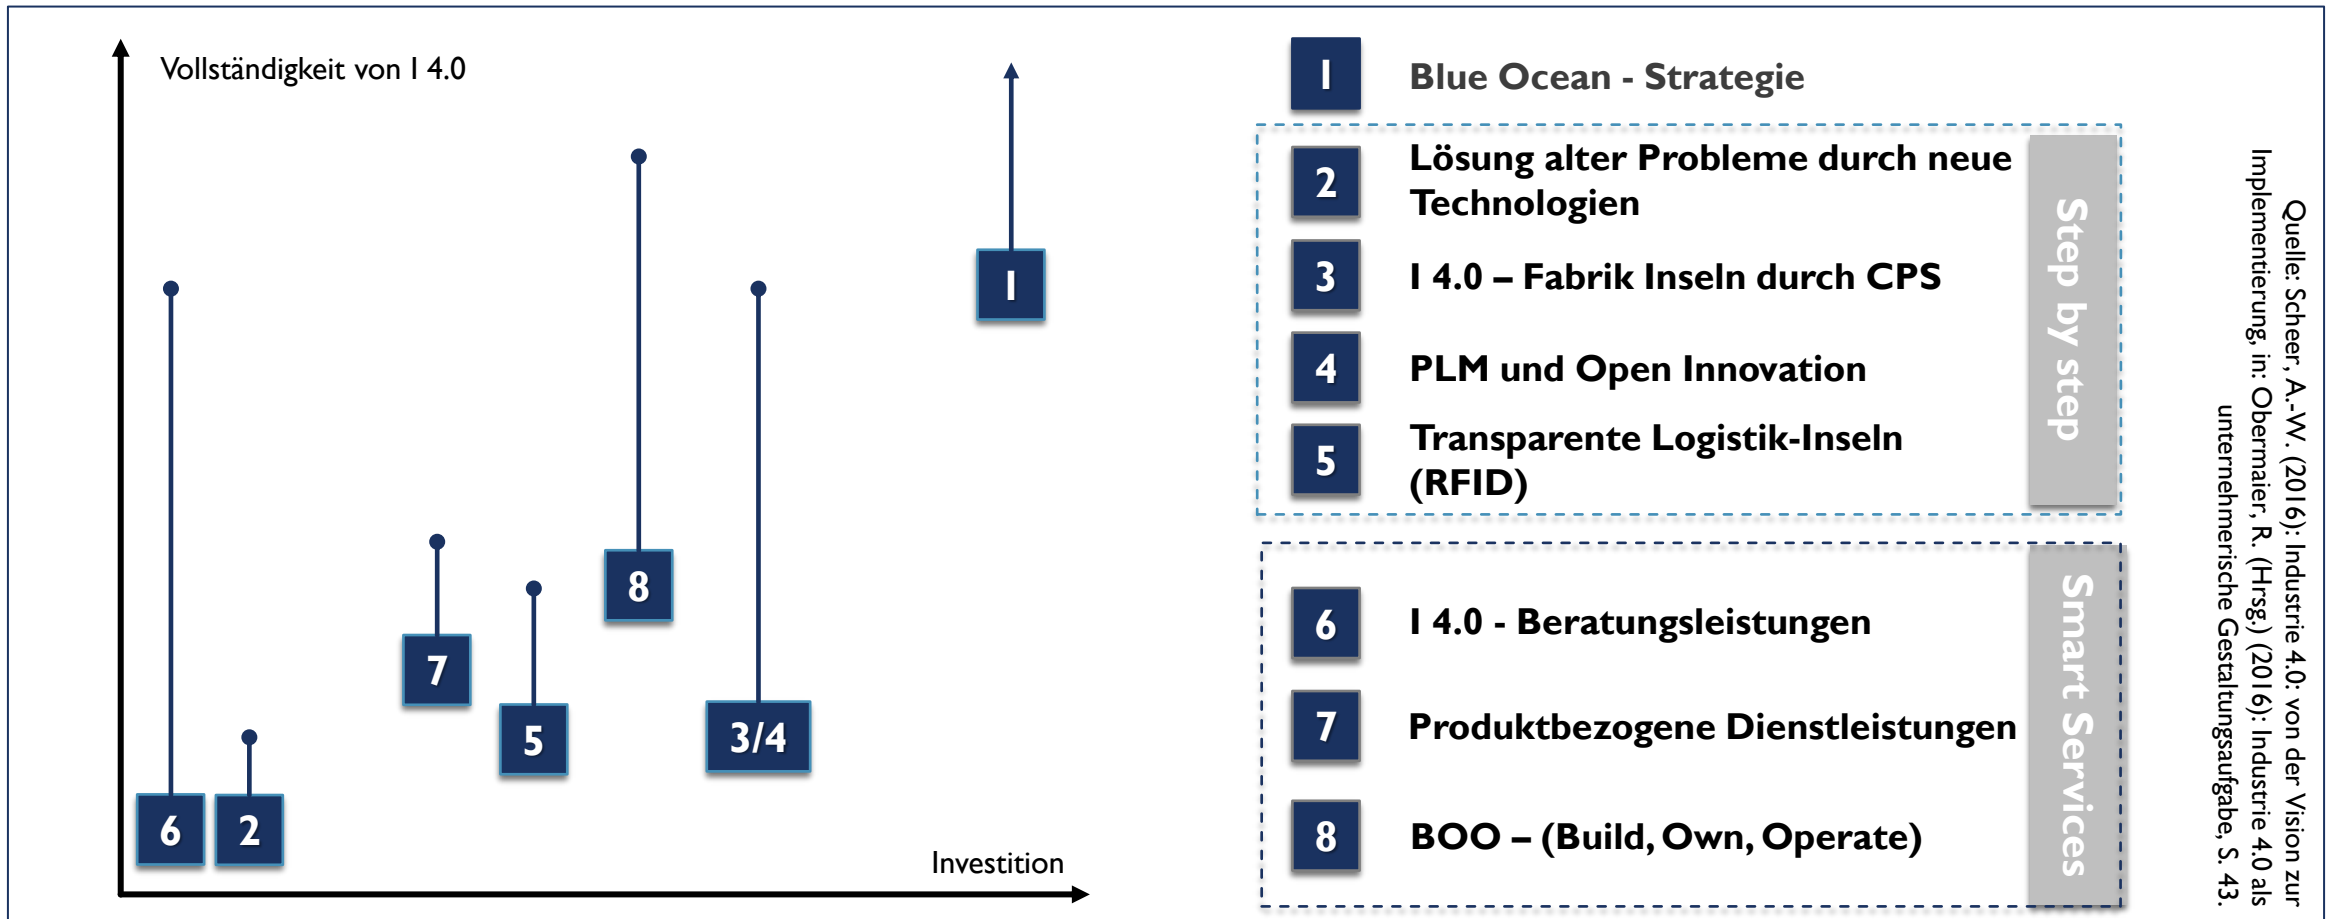 Vollständigkeit von I 4.0
1
8
7
5
3/4
6
2
Investition
1
Blue Ocean - Strategie
2
Lösung alter Probleme durch neue
Technologien
3
I 4.0 – Fabrik Inseln durch CPS
4
PLM und Open Innovation
5
Transparente Logistik-Inseln
(RFID)
Step by step
6
I 4.0 - Beratungsleistungen
7
Produktbezogene Dienstleistungen
8
BOO – (Build, Own, Operate)
Smart Services
Quelle: Scheer, A.-W. (2016): Industrie 4.0: von der Vision zur
Implementierung, in: Obermaier, R. (Hrsg.) (2016): Industrie 4.0 als
unternehmerische Gestaltungsaufgabe, S. 43.